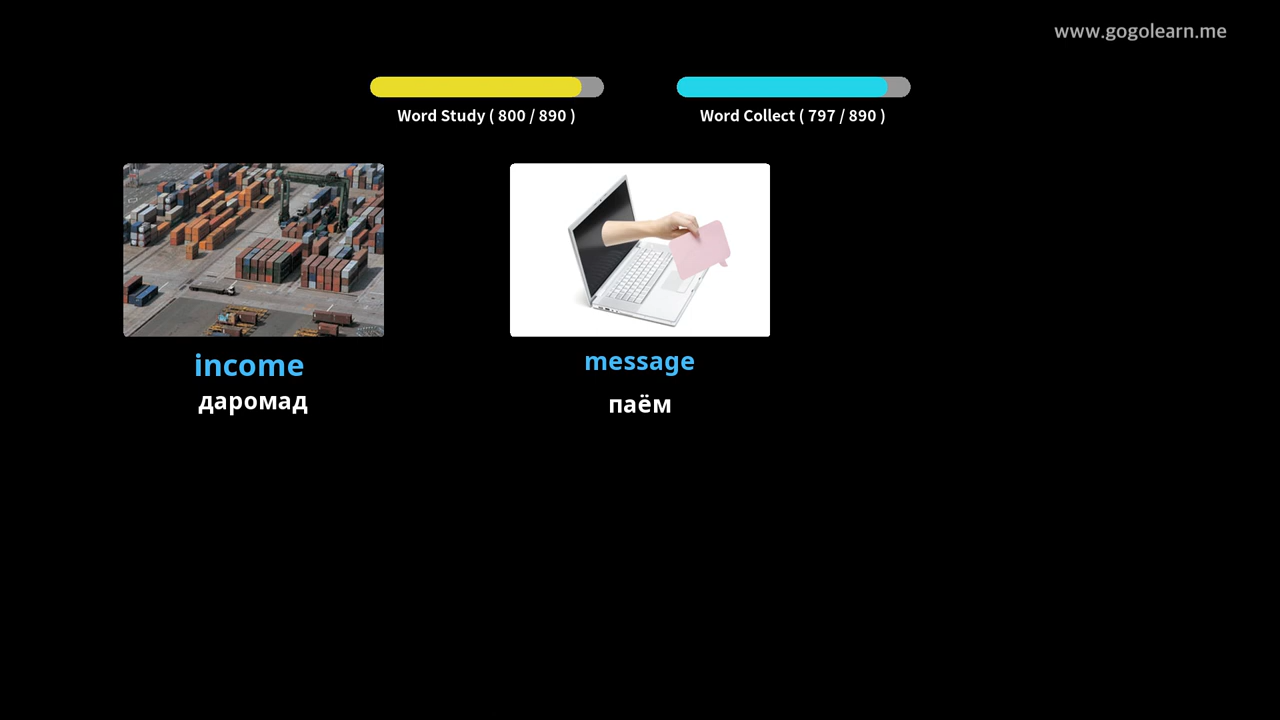 www.gogolearn.me
Word Study ( 800 / 890 )
Word Collect ( 797 / 890 )
income
даромад
message
паём